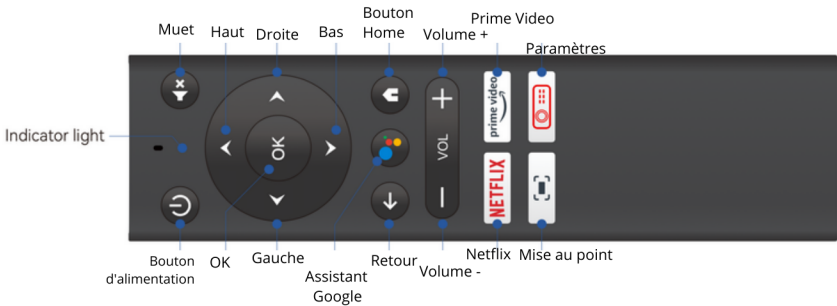 Bouton
Home
Prime Video
Muet
Haut
Droite
Bas
Volume +
Paramètres
Indicator light
OK
VOL
prime video
NETFLIX
Bouton
d'alimentation
OK
Gauche
Assistant
Google
Retour
Volume -
Netflix
Mise au point